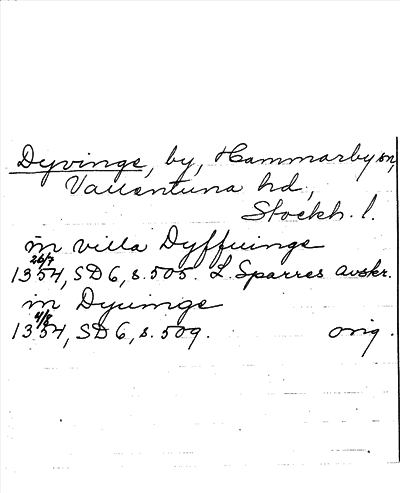 Dyvinge, by, Hammarby sn,
Vallentuna hd,
Stockh. l.
in villa Dyffuinge
26/7
1354, SD 6, s. 505. L. Sparres avskr.
in Dyuinge
4/8
1354, SD 6, s. 509. orig.